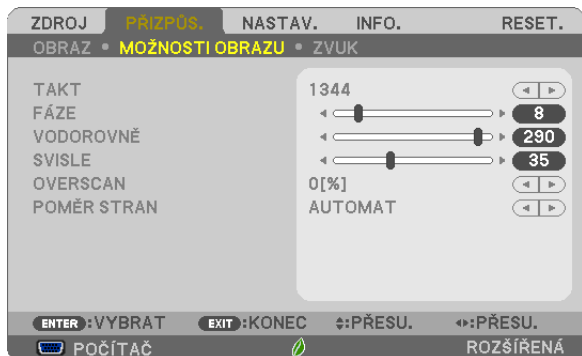 ZDROJ PŘIZPŮS. NASTAV. INFO. RESET.
OBRAZ • MOŽNOSTI OBRAZU • ZVUK
TAKT 1344
FÁZE 8
VODOROVNĚ 290
SVISLE 35
OVERSCAN 0[%]
POMĚR STRAN AUTOMAT
ENTER :VYBRAT EXIT :KONEC :PŘESU. :PŘESU.
POČÍTAČ ROZŠÍŘENÁ